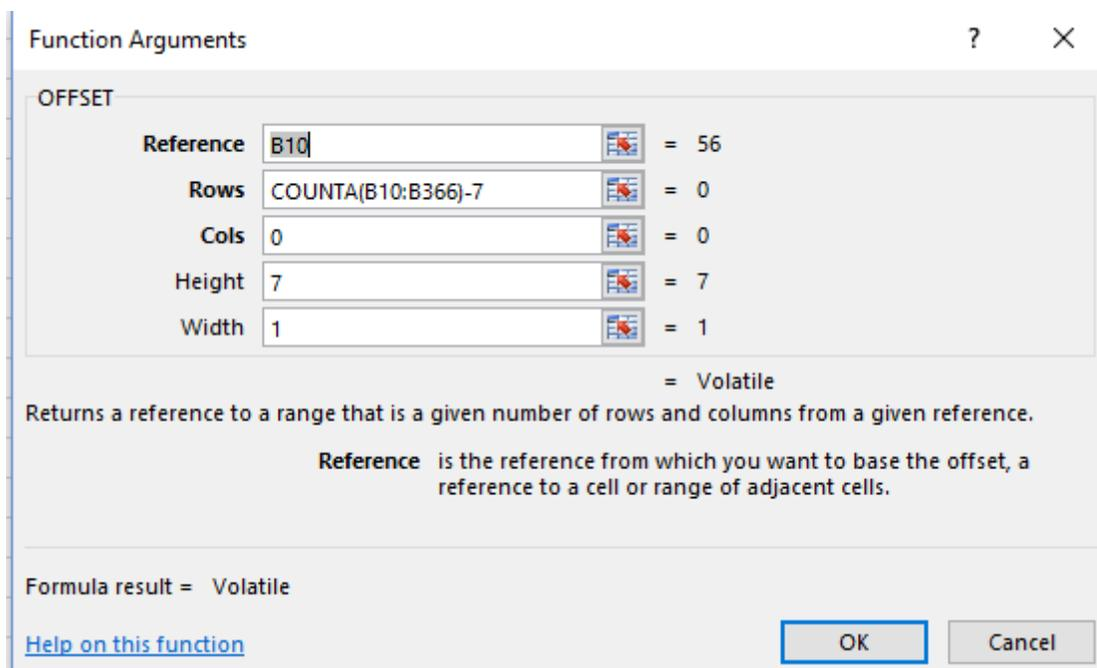 Function Arguments ? ×
OFFSET
Reference B10 = 56
Rows COUNTA(B10:B366)-7 = 0
Cols 0 = 0
Height 7 = 7
Width 1 = 1
= Volatile
Returns a reference to a range that is a given number of rows and columns from a given reference.
Reference is the reference from which you want to base the offset, a
reference to a cell or range of adjacent cells.
Formula result = Volatile
Help on this function OK Cancel